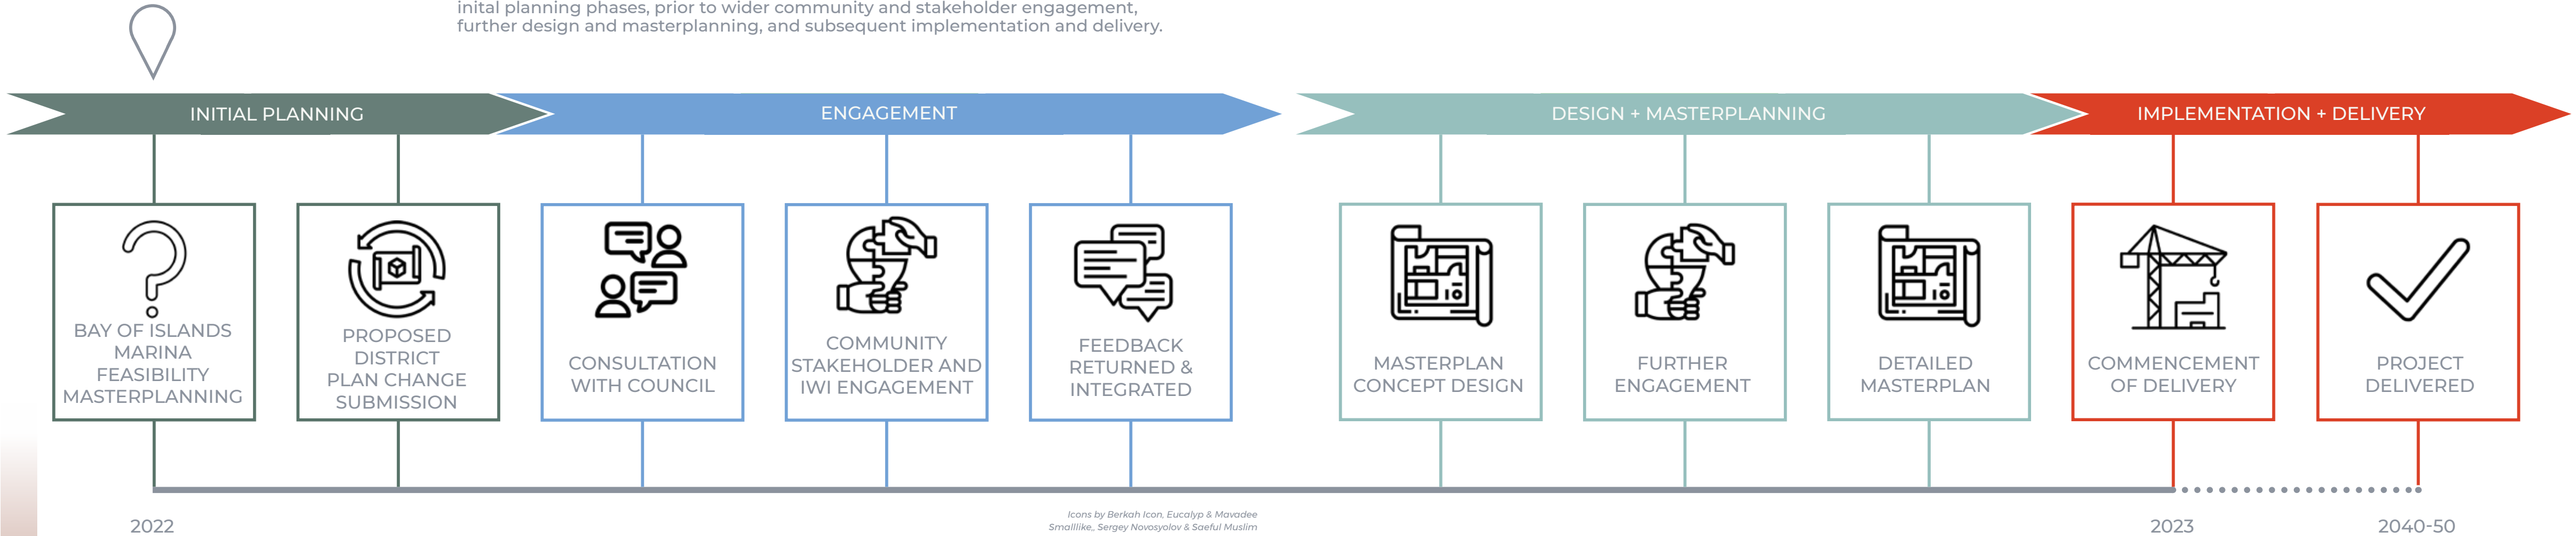 inital planning phases, prior to wider community and stakeholder engagement,
further design and masterplanning, and subsequent implementation and delivery.
INITIAL PLANNING
ENGAGEMENT
DESIGN + MASTERPLANNING
IMPLEMENTATION + DELIVERY
BAY OF ISLANDS
MARINA
FEASIBILITY
MASTERPLANNING
PROPOSED
DISTRICT
PLAN CHANGE
SUBMISSION
CONSULTATION
WITH COUNCIL
COMMUNITY
STAKEHOLDER AND
IWI ENGAGEMENT
FEEDBACK
RETURNED &
INTEGRATED
MASTERPLAN
CONCEPT DESIGN
FURTHER
ENGAGEMENT
DETAILED
MASTERPLAN
COMMENCEMENT
OF DELIVERY
PROJECT
DELIVERED
2022
Icons by Berkah Icon, Eucalyp & Mavadee
Smalllike,, Sergey Novosyolov & Saeful Muslim
2023
2040-50